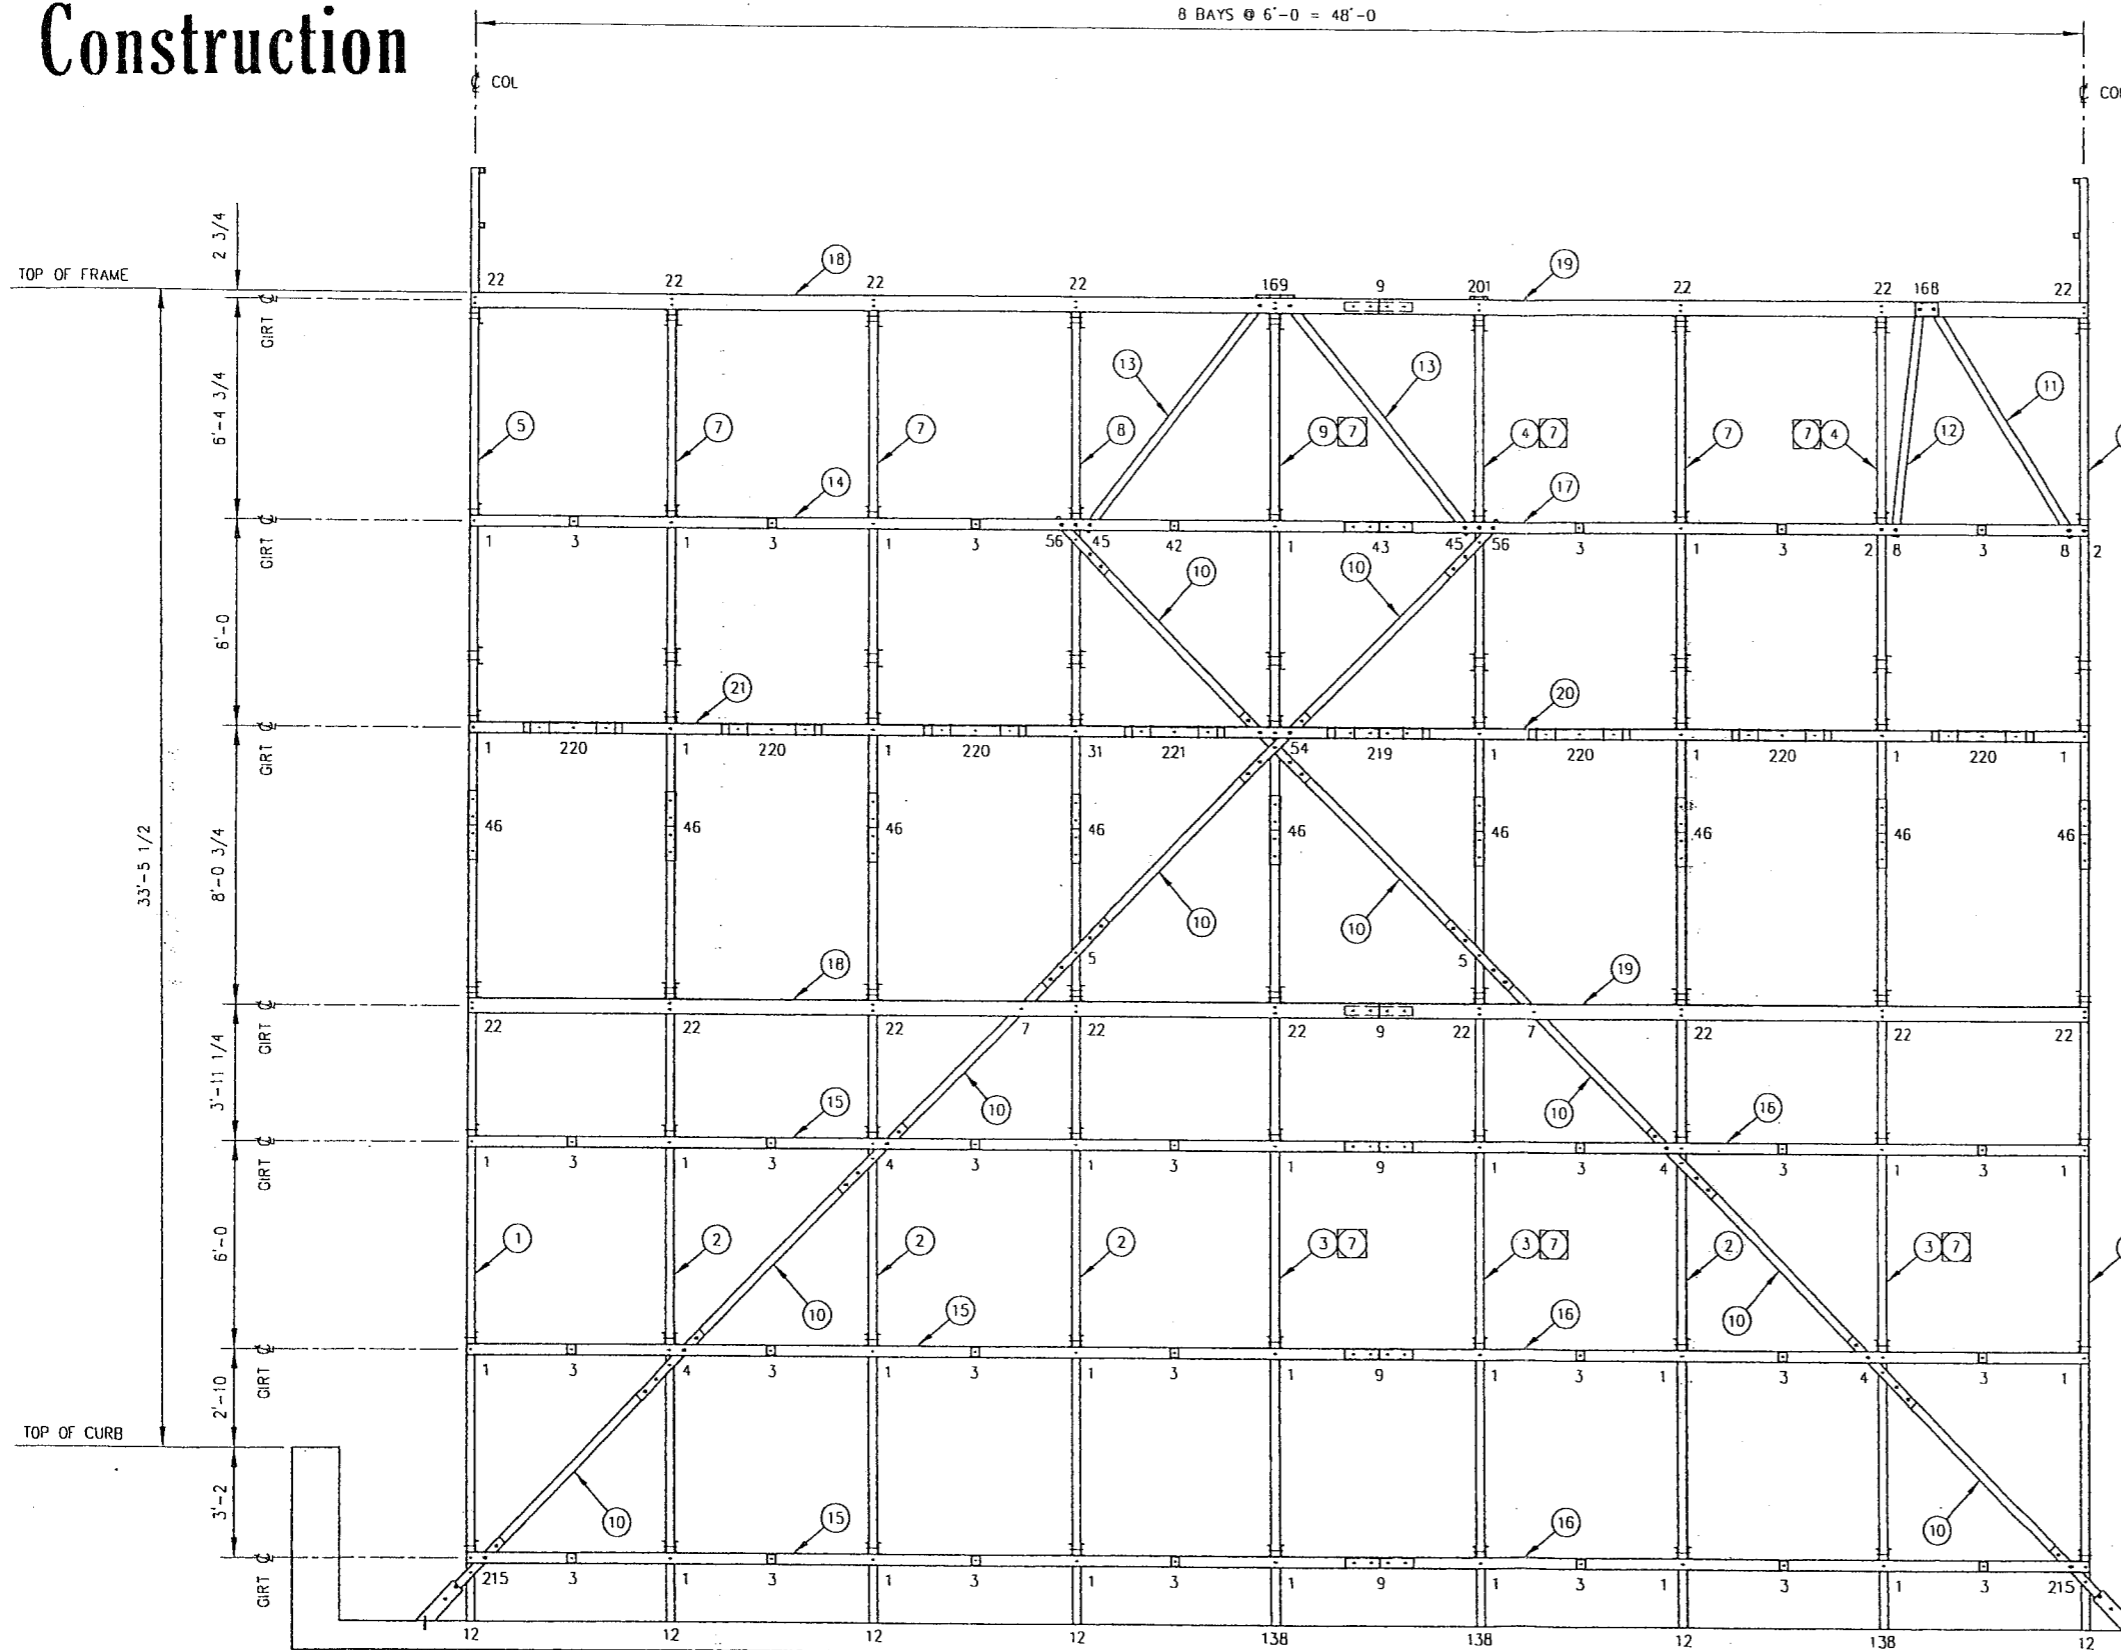 Construction
8 BAYS @ 6'-0 = 48'-0
℄ COL
℄ COL
2 3/4
TOP OF FRAME
18
19
22 22 22 22 169 9 201 22 22 168 22
GIRT ℄
6'-4 3/4
13 13 11
5 7 7 8 9 7 4 7 7 7 4 12
14 17
GIRT ℄
1 3 1 3 1 3 56 45 42 1 43 45 56 3 1 3 2 8 3 8 2
10 10
6'-0
21 20
GIRT ℄
1 220 1 220 1 220 31 221 54 219 1 220 1 220 1 220 1
46 46 46 46 46 46 46 46 46
33'-5 1/2
8'-0 3/4
10 10
5 5
18 19
GIRT ℄
22 22 22 7 22 22 9 22 7 22 22 22
3'-11 1/4
10 10
15 16
GIRT ℄
1 3 1 3 4 3 1 3 1 9 1 3 4 3 1 3 1
6'-0
1 2 2 2 3 7 3 7 2 3 7
10 10
15 16
GIRT ℄
1 3 4 3 1 3 1 3 1 9 1 3 1 3 4 3 1
2'-10
TOP OF CURB
3'-2
10 10
15 16
GIRT ℄
215 3 1 3 1 3 1 3 1 9 1 3 1 3 1 3 215
12 12 12 12 138 138 12 138 12